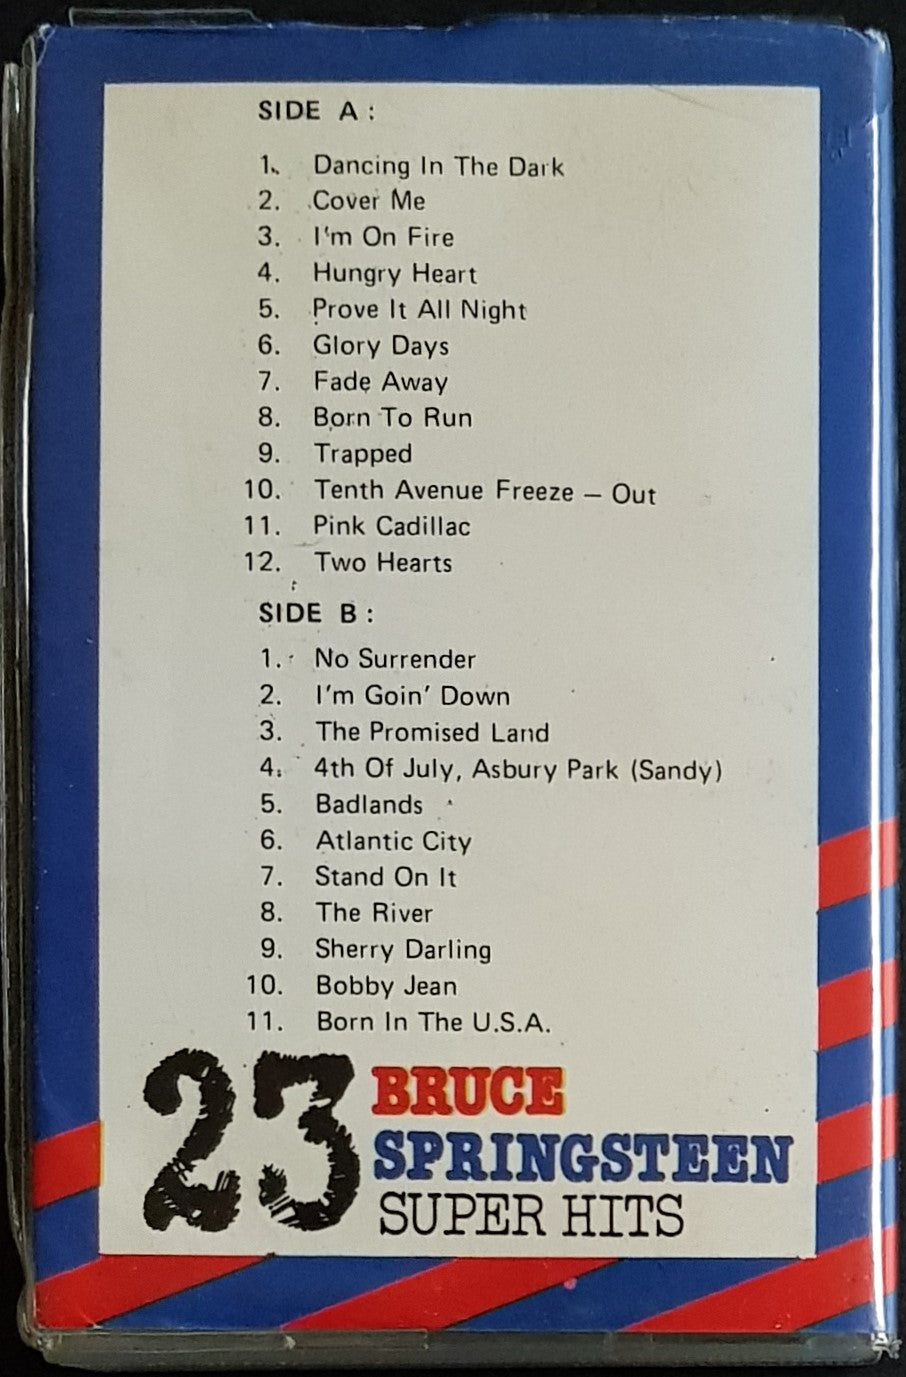 SIDE A :
1. Dancing In The Dark
2. Cover Me
3. I'm On Fire
4. Hungry Heart
5. Prove It All Night
6. Glory Days
7. Fade Away
8. Born To Run
9. Trapped
10. Tenth Avenue Freeze – Out
11. Pink Cadillac
12. Two Hearts
SIDE B :
1. No Surrender
2. I'm Goin' Down
3. The Promised Land
4. 4th Of July, Asbury Park (Sandy)
5. Badlands
6. Atlantic City
7. Stand On It
8. The River
9. Sherry Darling
10. Bobby Jean
11. Born In The U.S.A.
23 BRUCE
SPRINGSTEEN
SUPER HITS